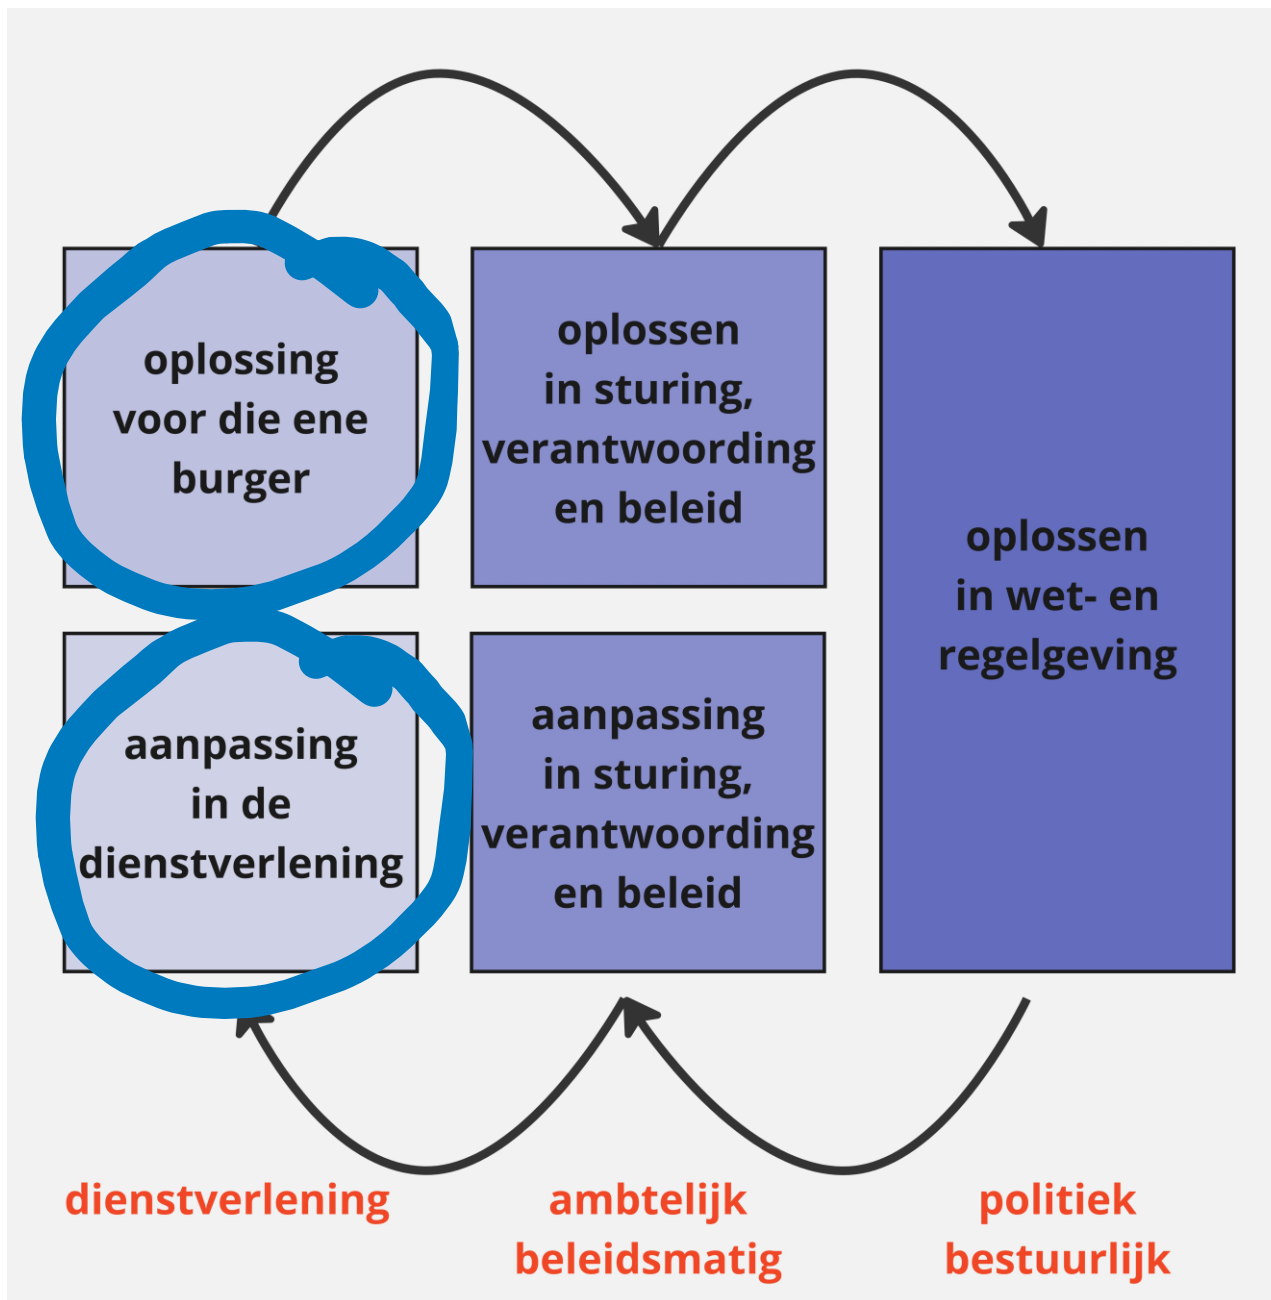 oplossing
voor die ene
burger
oplossen
in sturing,
verantwoording
en beleid
oplossen
in wet- en
regelgeving
aanpassing
in de
dienstverlening
aanpassing
in sturing,
verantwoording
en beleid
dienstverlening
ambtelijk
beleidsmatig
politiek
bestuurlijk